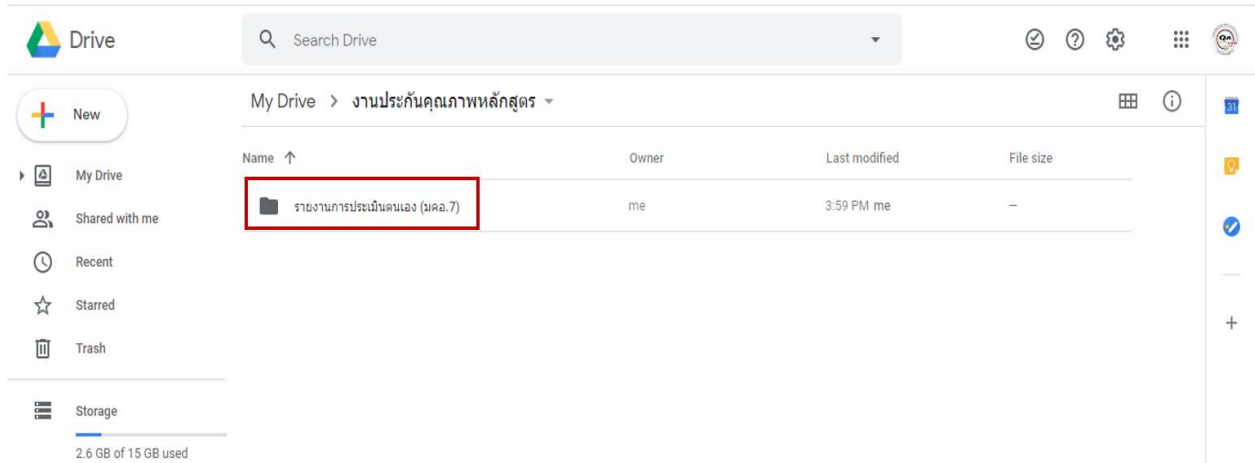 Drive
Search Drive
New
My Drive > งานประกันคุณภาพหลักสูตร
Name
Owner
Last modified
File size
รายงานการประเมินตนเอง (มคอ.7)
me
3:59 PM me
–
My Drive
Shared with me
Recent
Starred
Trash
Storage
2.6 GB of 15 GB used
31
QA